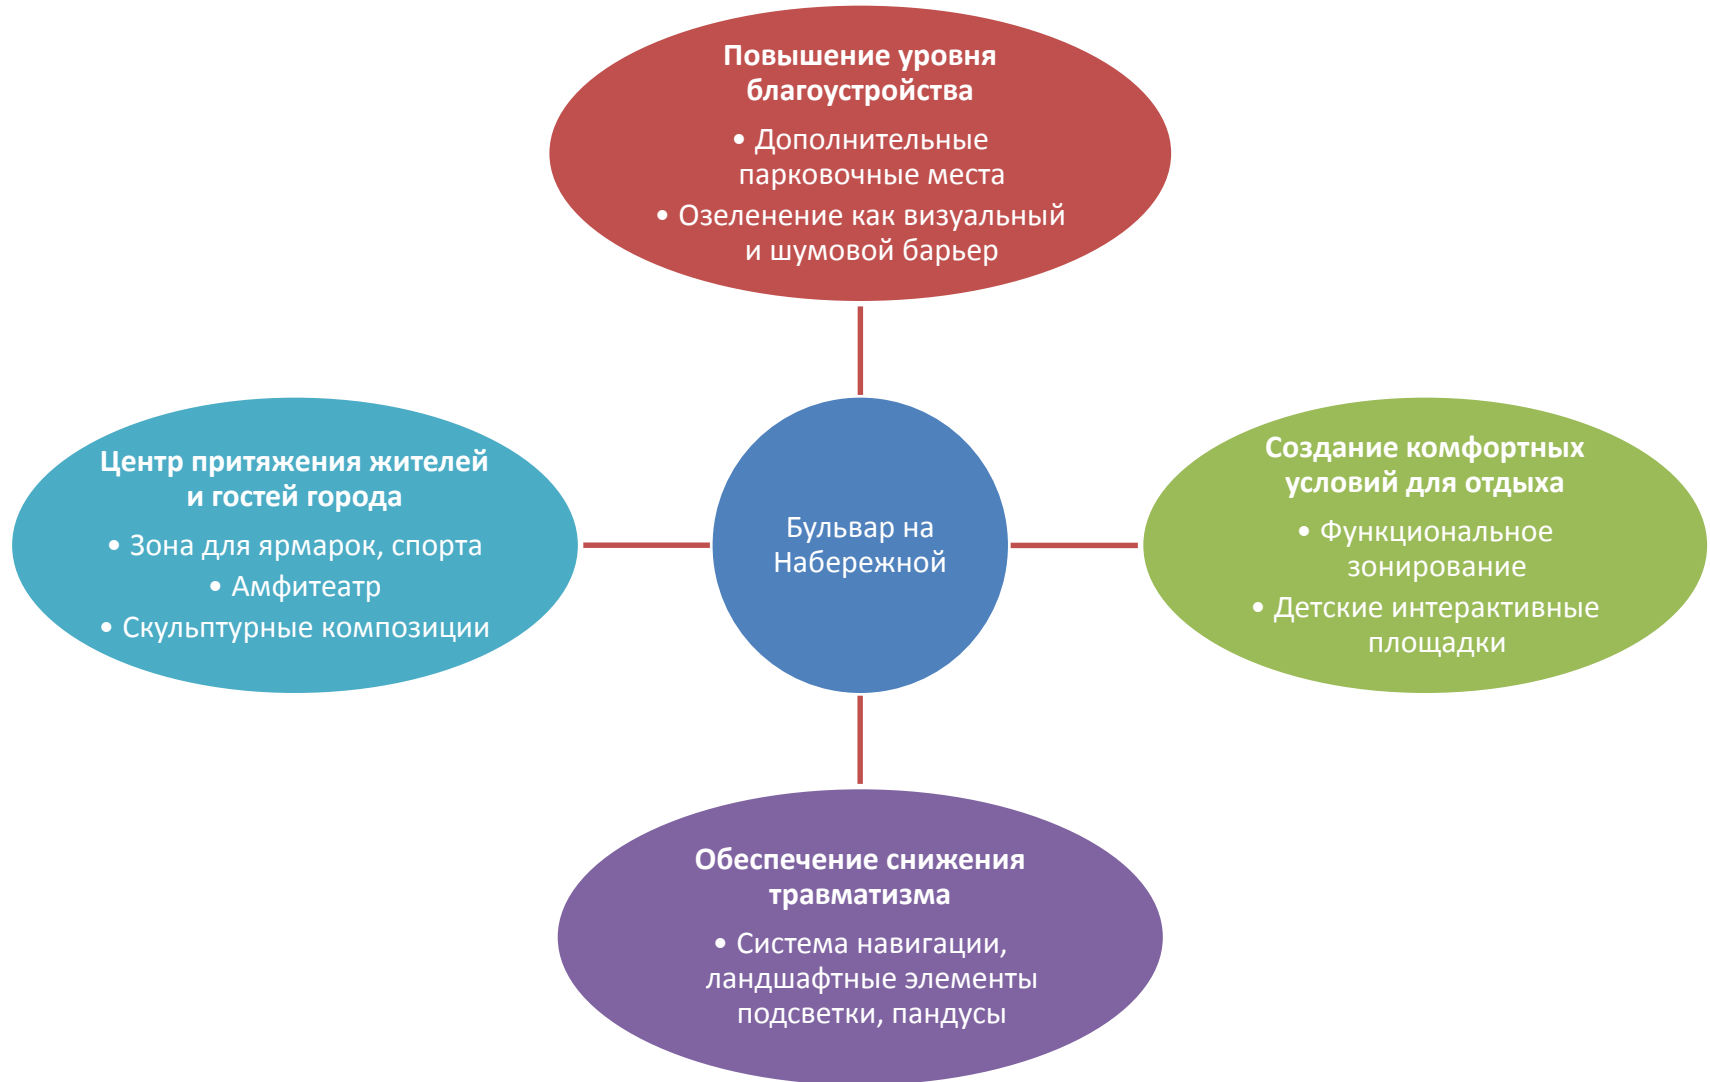 Повышение уровня
благоустройства
• Дополнительные
парковочные места
• Озеленение как визуальный
и шумовой барьер
Центр притяжения жителей
и гостей города
• Зона для ярмарок, спорта
• Амфитеатр
• Скульптурные композиции
Бульвар на
Набережной
Создание комфортных
условий для отдыха
• Функциональное
зонирование
• Детские интерактивные
площадки
Обеспечение снижения
травматизма
• Система навигации,
ландшафтные элементы
подсветки, пандусы